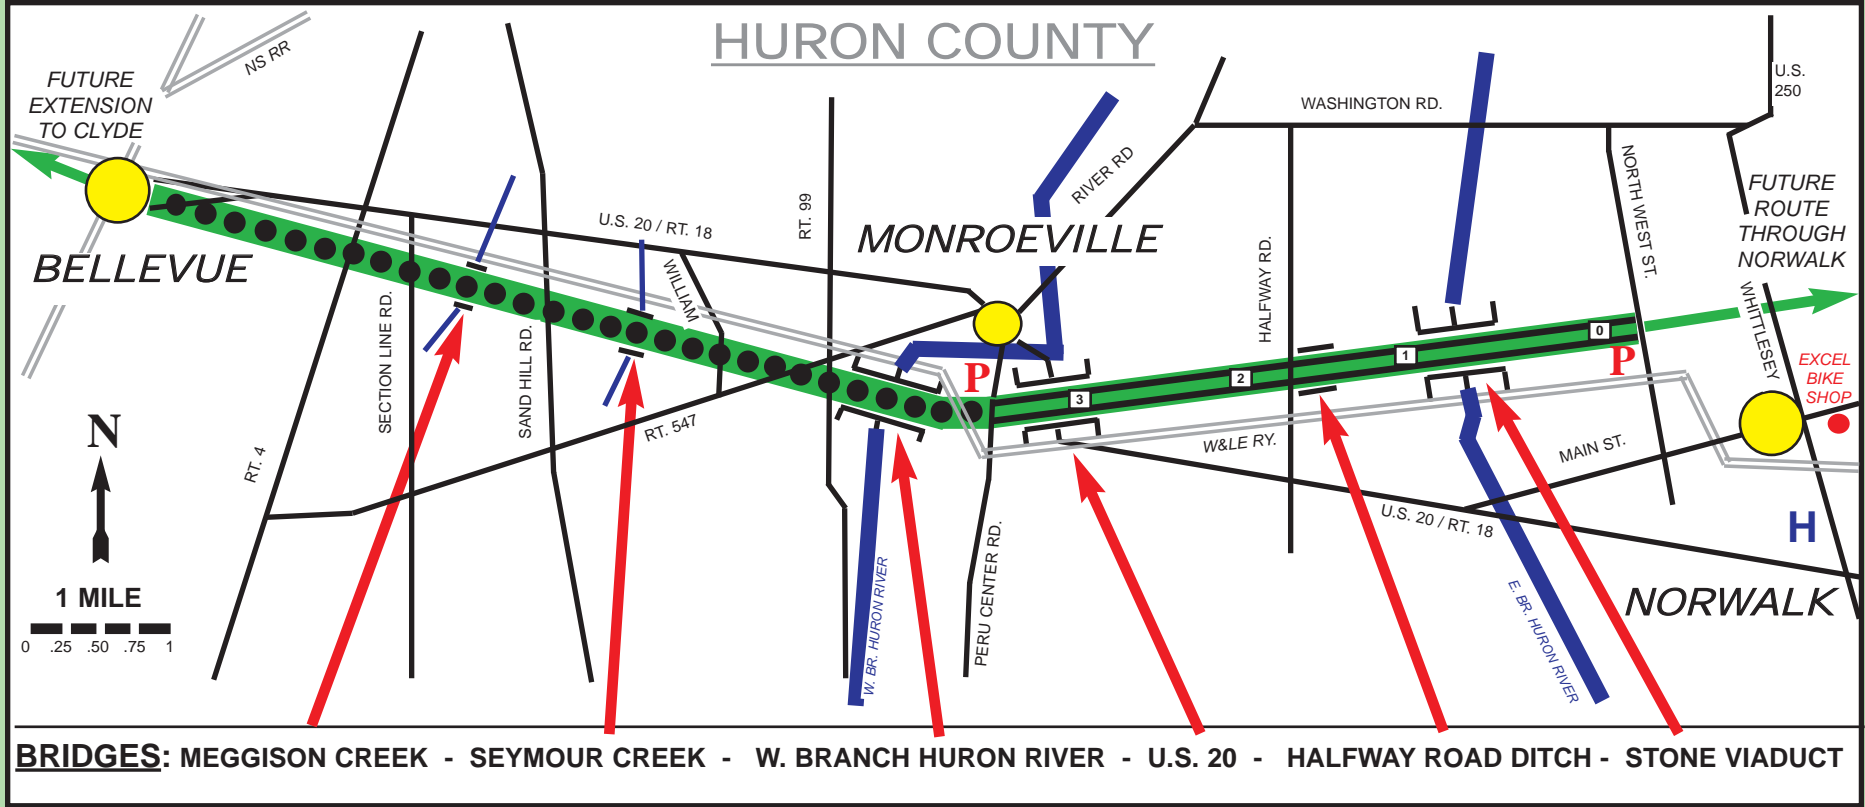 HURON COUNTY
NS RR
FUTURE
EXTENSION
TO CLYDE
U.S.
250
WASHINGTON RD.
RIVER RD
NORTH WEST ST.
FUTURE
ROUTE
THROUGH
NORWALK
RT. 99
U.S. 20 / RT. 18
MONROEVILLE
BELLEVUE
WILLIAM
HALFWAY RD.
WHITTLESEY
SECTION LINE RD.
SAND HILL RD.
0
1
2
3
P
P
EXCEL
BIKE
SHOP
N
RT. 4
RT. 547
W&LE RY.
MAIN ST.
U.S. 20 / RT. 18
H
W. BR. HURON RIVER
PERU CENTER RD.
E. BR. HURON RIVER
NORWALK
1 MILE
0 .25 .50 .75 1
BRIDGES: MEGGISON CREEK - SEYMOUR CREEK - W. BRANCH HURON RIVER - U.S. 20 - HALFWAY ROAD DITCH - STONE VIADUCT